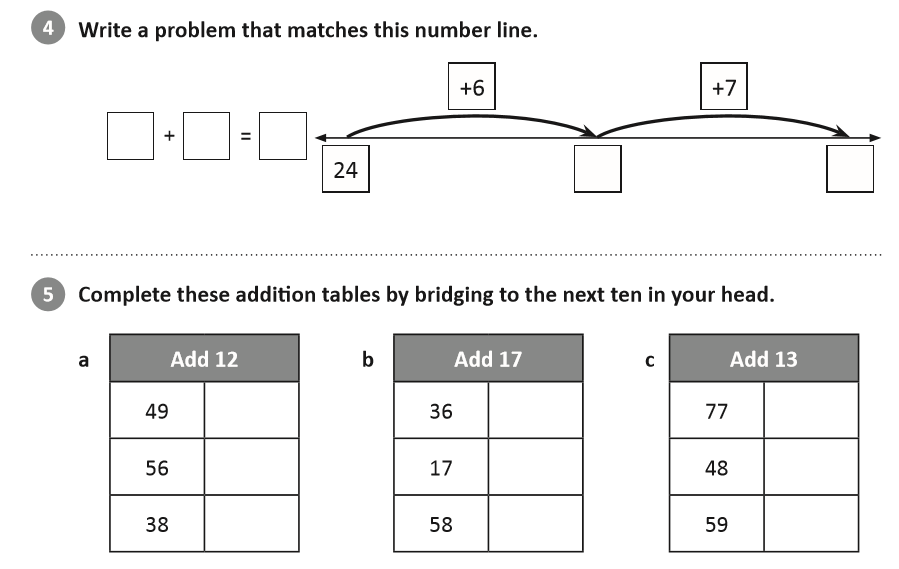 4 Write a problem that matches this number line.
+6 +7
+ =
24
5 Complete these addition tables by bridging to the next ten in your head.
a Add 12 b Add 17 c Add 13
49 36 77
56 17 48
38 58 59